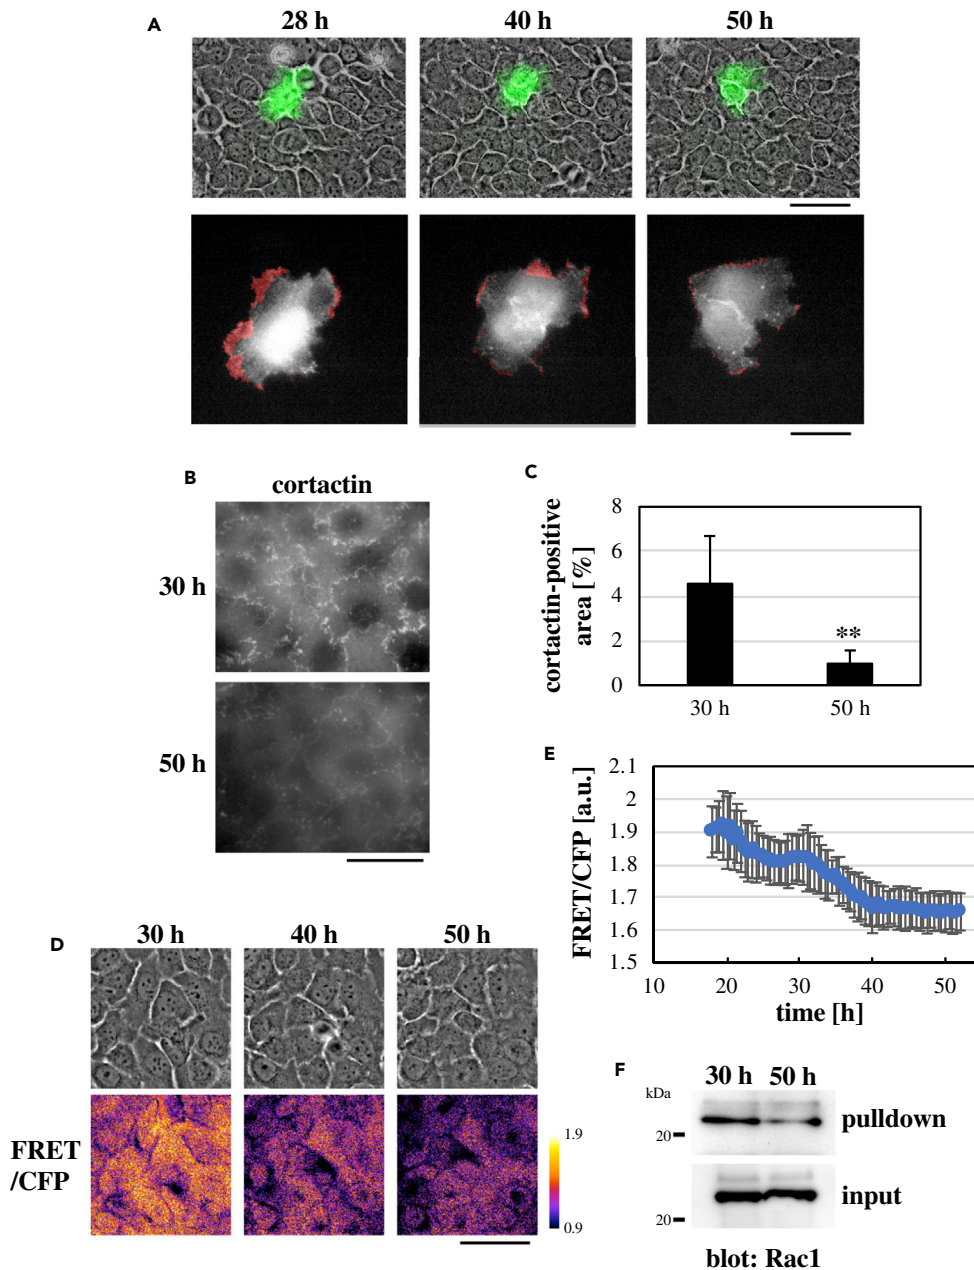 A
28 h 40 h 50 h
B
cortactin
30 h
50 h
C
cortactin-positive
area [%]
8
6
4
2
0
**
30 h 50 h
D
30 h 40 h 50 h
FRET
/CFP
1.9
0.9
E
FRET/CFP [a.u.]
2.1
2
1.9
1.8
1.7
1.6
1.5
10 20 30 40 50
time [h]
F
30 h 50 h
kDa
20
pulldown
20
input
blot: Rac1